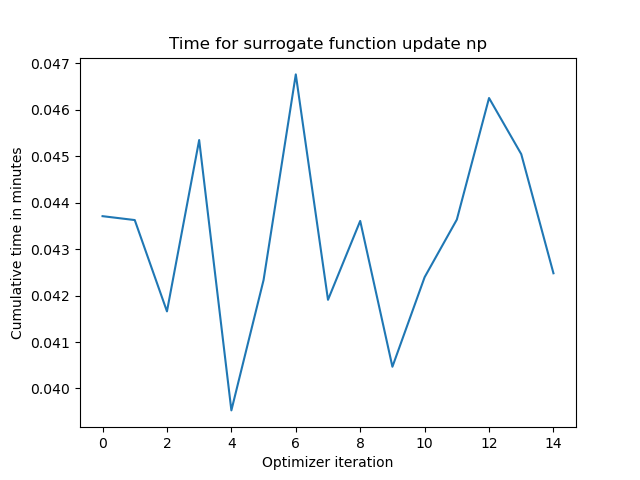 Time for surrogate function update np
0.047
0.046
0.045
0.044
0.043
0.042
0.041
0.040
Cumulative time in minutes
0 2 4 6 8 10 12 14
Optimizer iteration